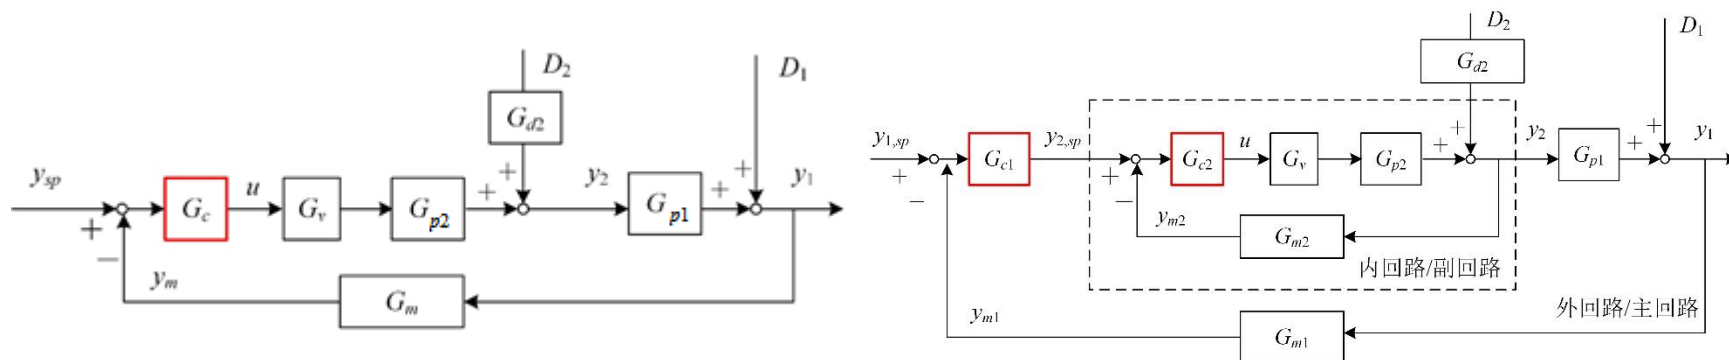 D2
Gd2
D1
ysp
Gc
u
Gv
Gp2
+
+
y2
Gp1
+
+
y1
+
−
ym
Gm
D2
Gd2
D1
y1,sp
Gc1
y2,sp
Gc2
u
Gv
Gp2
+
+
y2
Gp1
+
+
y1
+
−
+
−
ym2
Gm2
内回路/副回路
外回路/主回路
ym1
Gm1